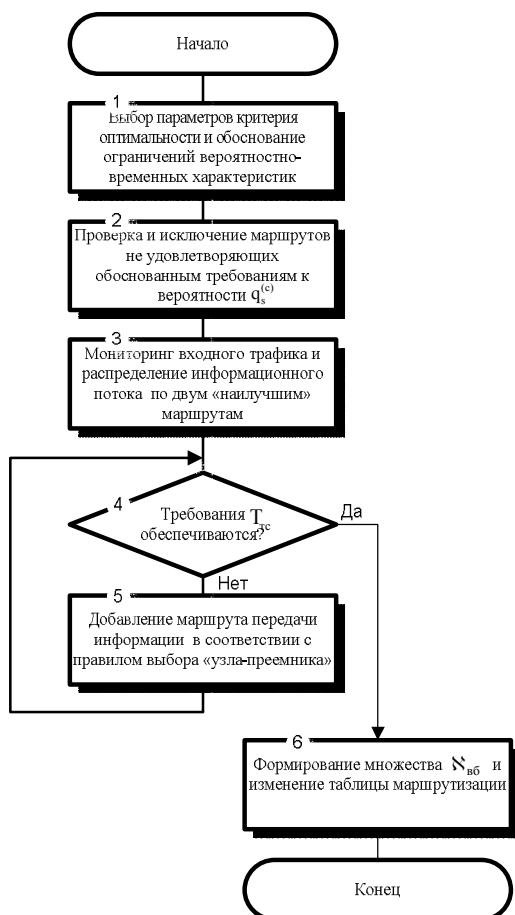 Начало
1
Выбор параметров критерия
оптимальности и обоснование
ограничений вероятностно-
временных характеристик
2
Проверка и исключение маршрутов
не удовлетворяющих
обоснованным требованиям к
вероятности q_s^(c)
3
Мониторинг входного трафика и
распределение информационного
потока по двум «наилучшим»
маршрутам
4
Требования T_тс
обеспечиваются?
Да
Нет
5
Добавление маршрута передачи
информации в соответствии с
правилом выбора «узла-преемника»
6
Формирование множества ℵ_вб и
изменение таблицы маршрутизации
Конец